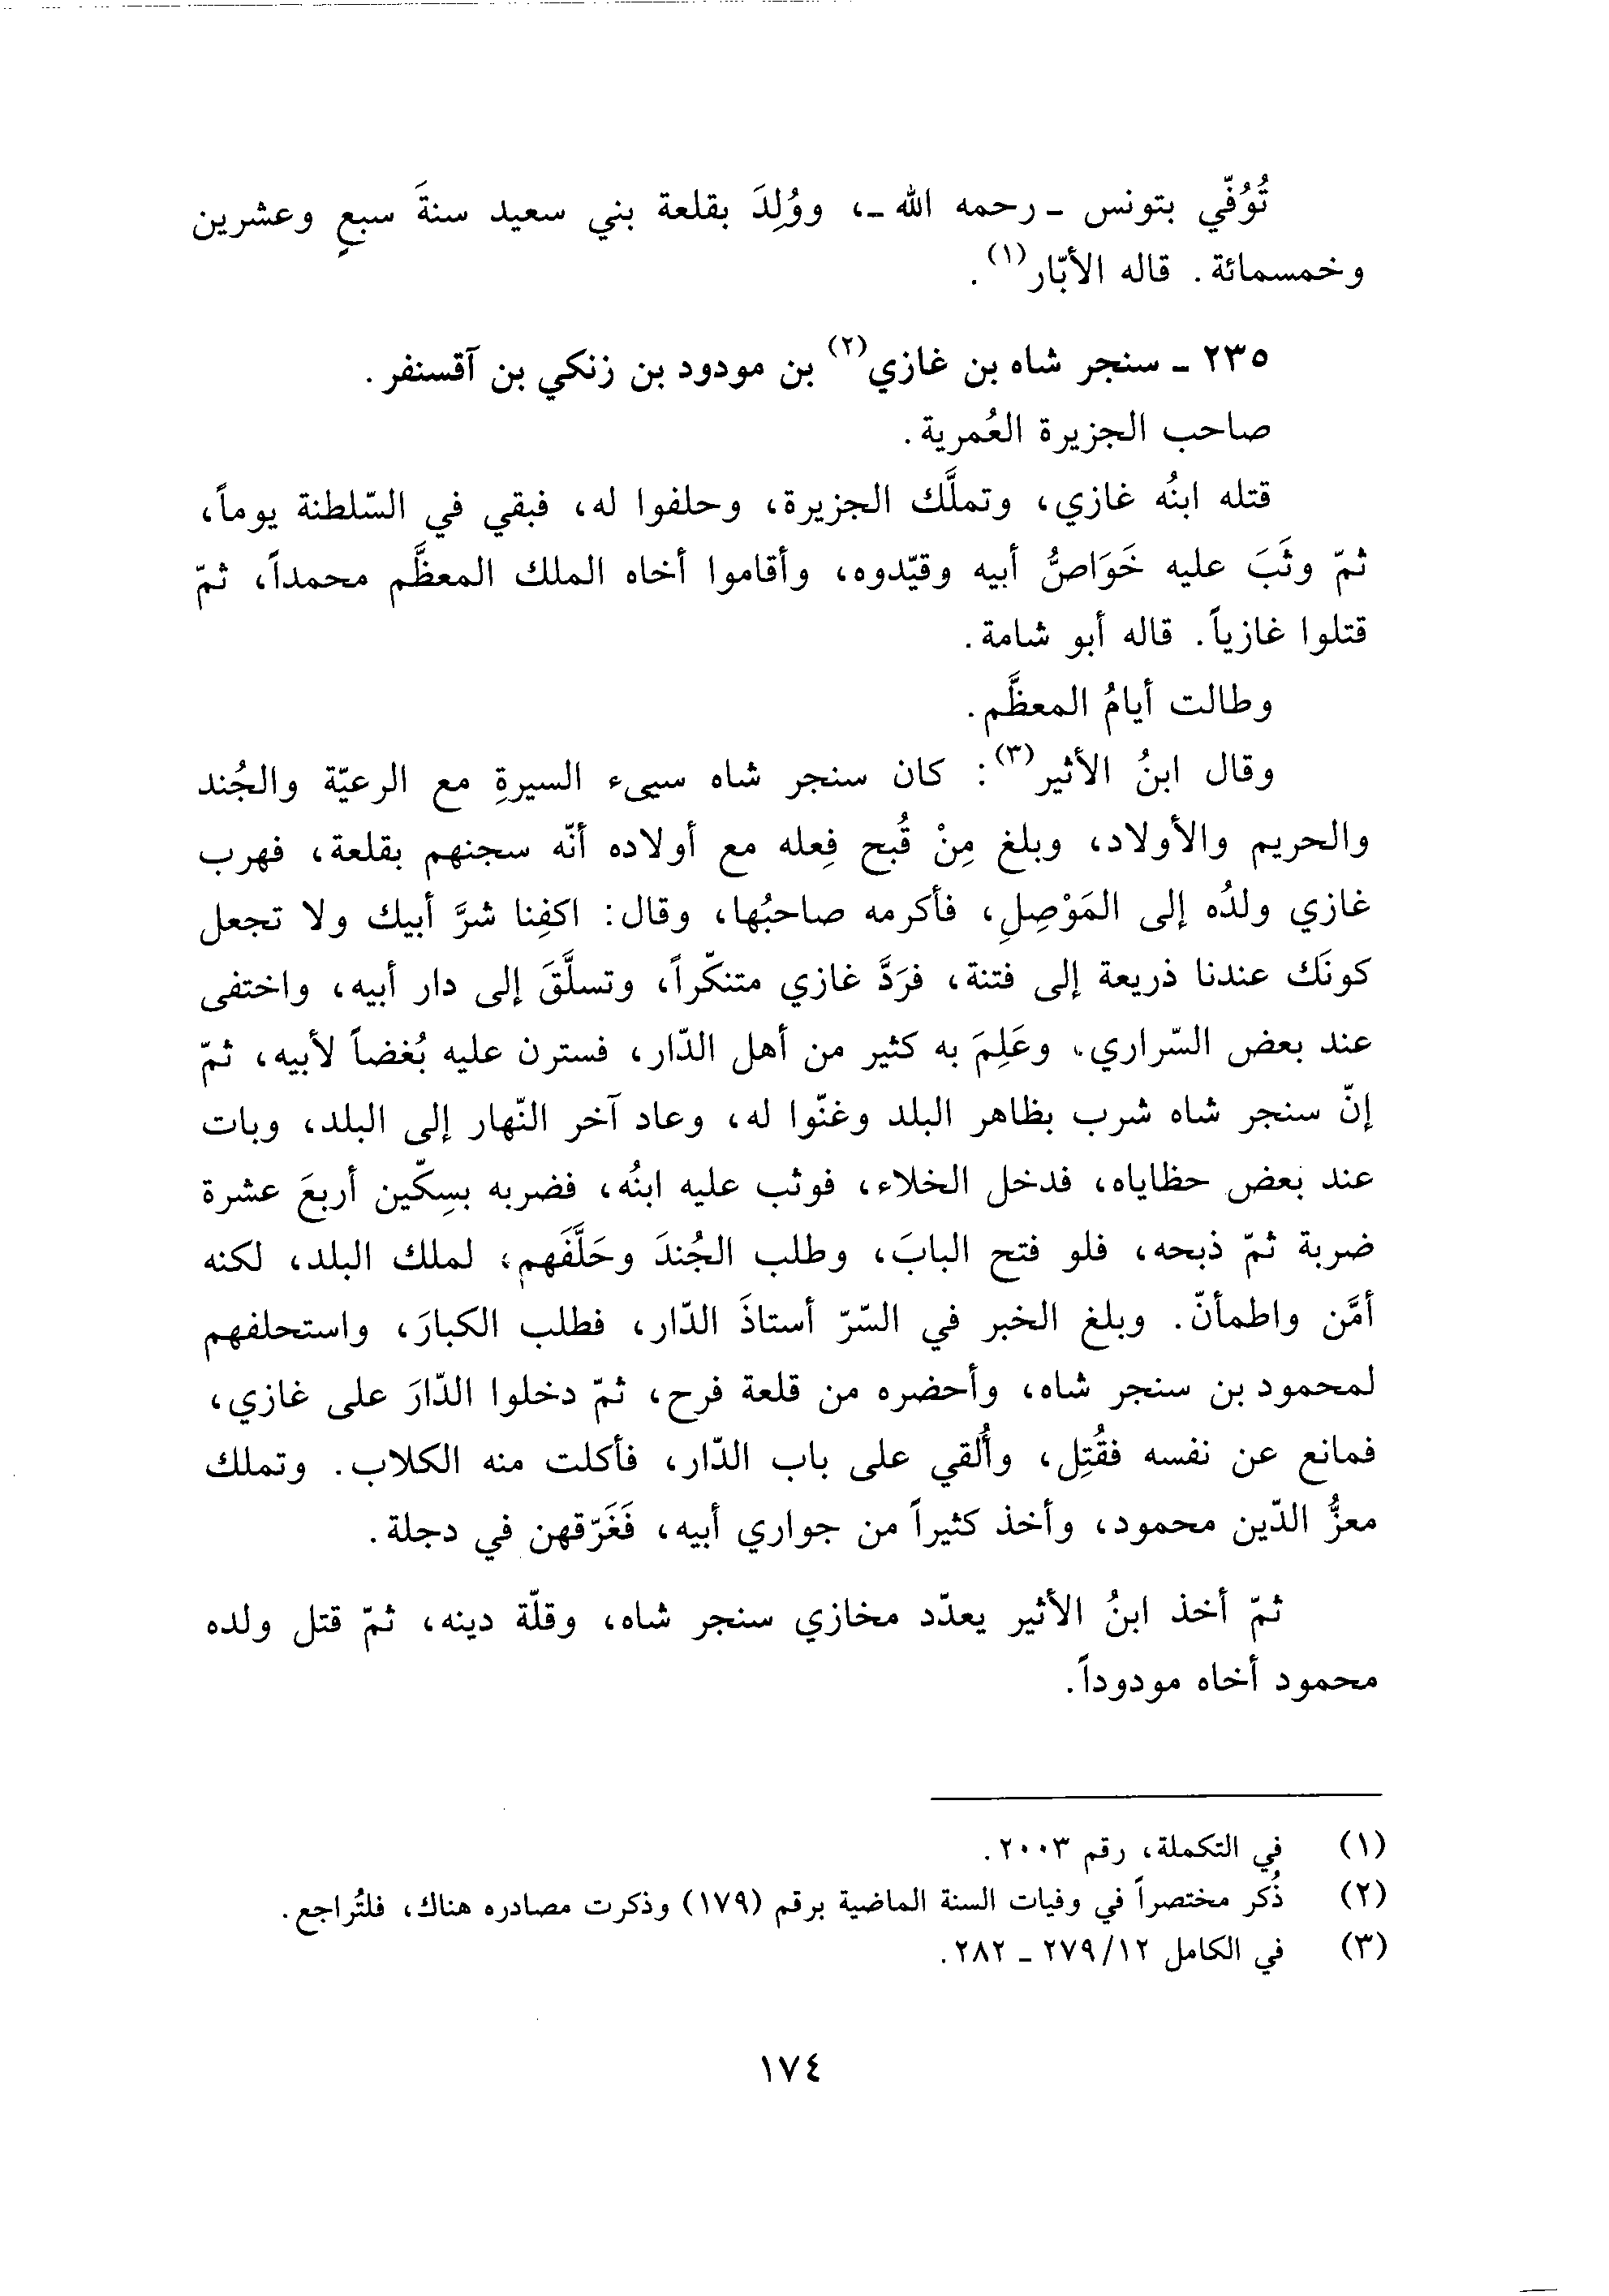 تُوُفّي بتونس - رحمه الله -، ووُلِدَ بقلعة بني سعيد سنةَ سبعٍ وعشرين
وخمسمائة. قاله الأبّار(١).
٢٣٥ - سنجر شاه بن غازي(٢) بن مودود بن زنكي بن آقسنفر.
صاحب الجزيرة العُمرية.
قتله ابنُه غازي، وتملَّك الجزيرة، وحلفوا له، فبقي في السّلطنة يوماً،
ثمّ وثَبَ عليه خَوَاصُّ أبيه وقيّدوه، وأقاموا أخاه الملك المعظَّم محمداً، ثمّ
قتلوا غازياً. قاله أبو شامة.
وطالت أيامُ المعظَّم.
وقال ابنُ الأثير(٣): كان سنجر شاه سيىء السيرةِ مع الرعيّة والجُند
والحريم والأولاد، وبلغ مِنْ قُبح فِعله مع أولاده أنّه سجنهم بقلعة، فهرب
غازي ولدُه إلى المَوْصِلِ، فأكرمه صاحبُها، وقال: اكفِنا شرَّ أبيك ولا تجعل
كونَك عندنا ذريعة إلى فتنة، فرَدَّ غازي متنكّراً، وتسلَّقَ إلى دار أبيه، واختفى
عند بعض السّراري، وعَلِمَ به كثير من أهل الدّار، فسترن عليه بُغضاً لأبيه، ثمّ
إنّ سنجر شاه شرب بظاهر البلد وغنّوا له، وعاد آخر النّهار إلى البلد، وبات
عند بعض حظاياه، فدخل الخلاء، فوثب عليه ابنُه، فضربه بسِكّين أربعَ عشرة
ضربة ثمّ ذبحه، فلو فتح البابَ، وطلب الجُندَ وحَلَّفَهم، لملك البلد، لكنه
أمَّن واطمأنّ. وبلغ الخبر في السّرّ أستاذَ الدّار، فطلب الكبارَ، واستحلفهم
لمحمود بن سنجر شاه، وأحضره من قلعة فرح، ثمّ دخلوا الدّارَ على غازي،
فمانع عن نفسه فقُتِل، وأُلقي على باب الدّار، فأكلت منه الكلاب. وتملك
معزُّ الدّين محمود، وأخذ كثيراً من جواري أبيه، فَغَرّقهن في دجلة.
ثمّ أخذ ابنُ الأثير يعدّد مخازي سنجر شاه، وقلّة دينه، ثمّ قتل ولده
محمود أخاه مودوداً.
(١) في التكملة، رقم ٢٠٠٣.
(٢) ذُكر مختصراً في وفيات السنة الماضية برقم (١٧٩) وذكرت مصادره هناك، فلتُراجع.
(٣) في الكامل ٢٧٩/١٢ - ٢٨٢.
١٧٤